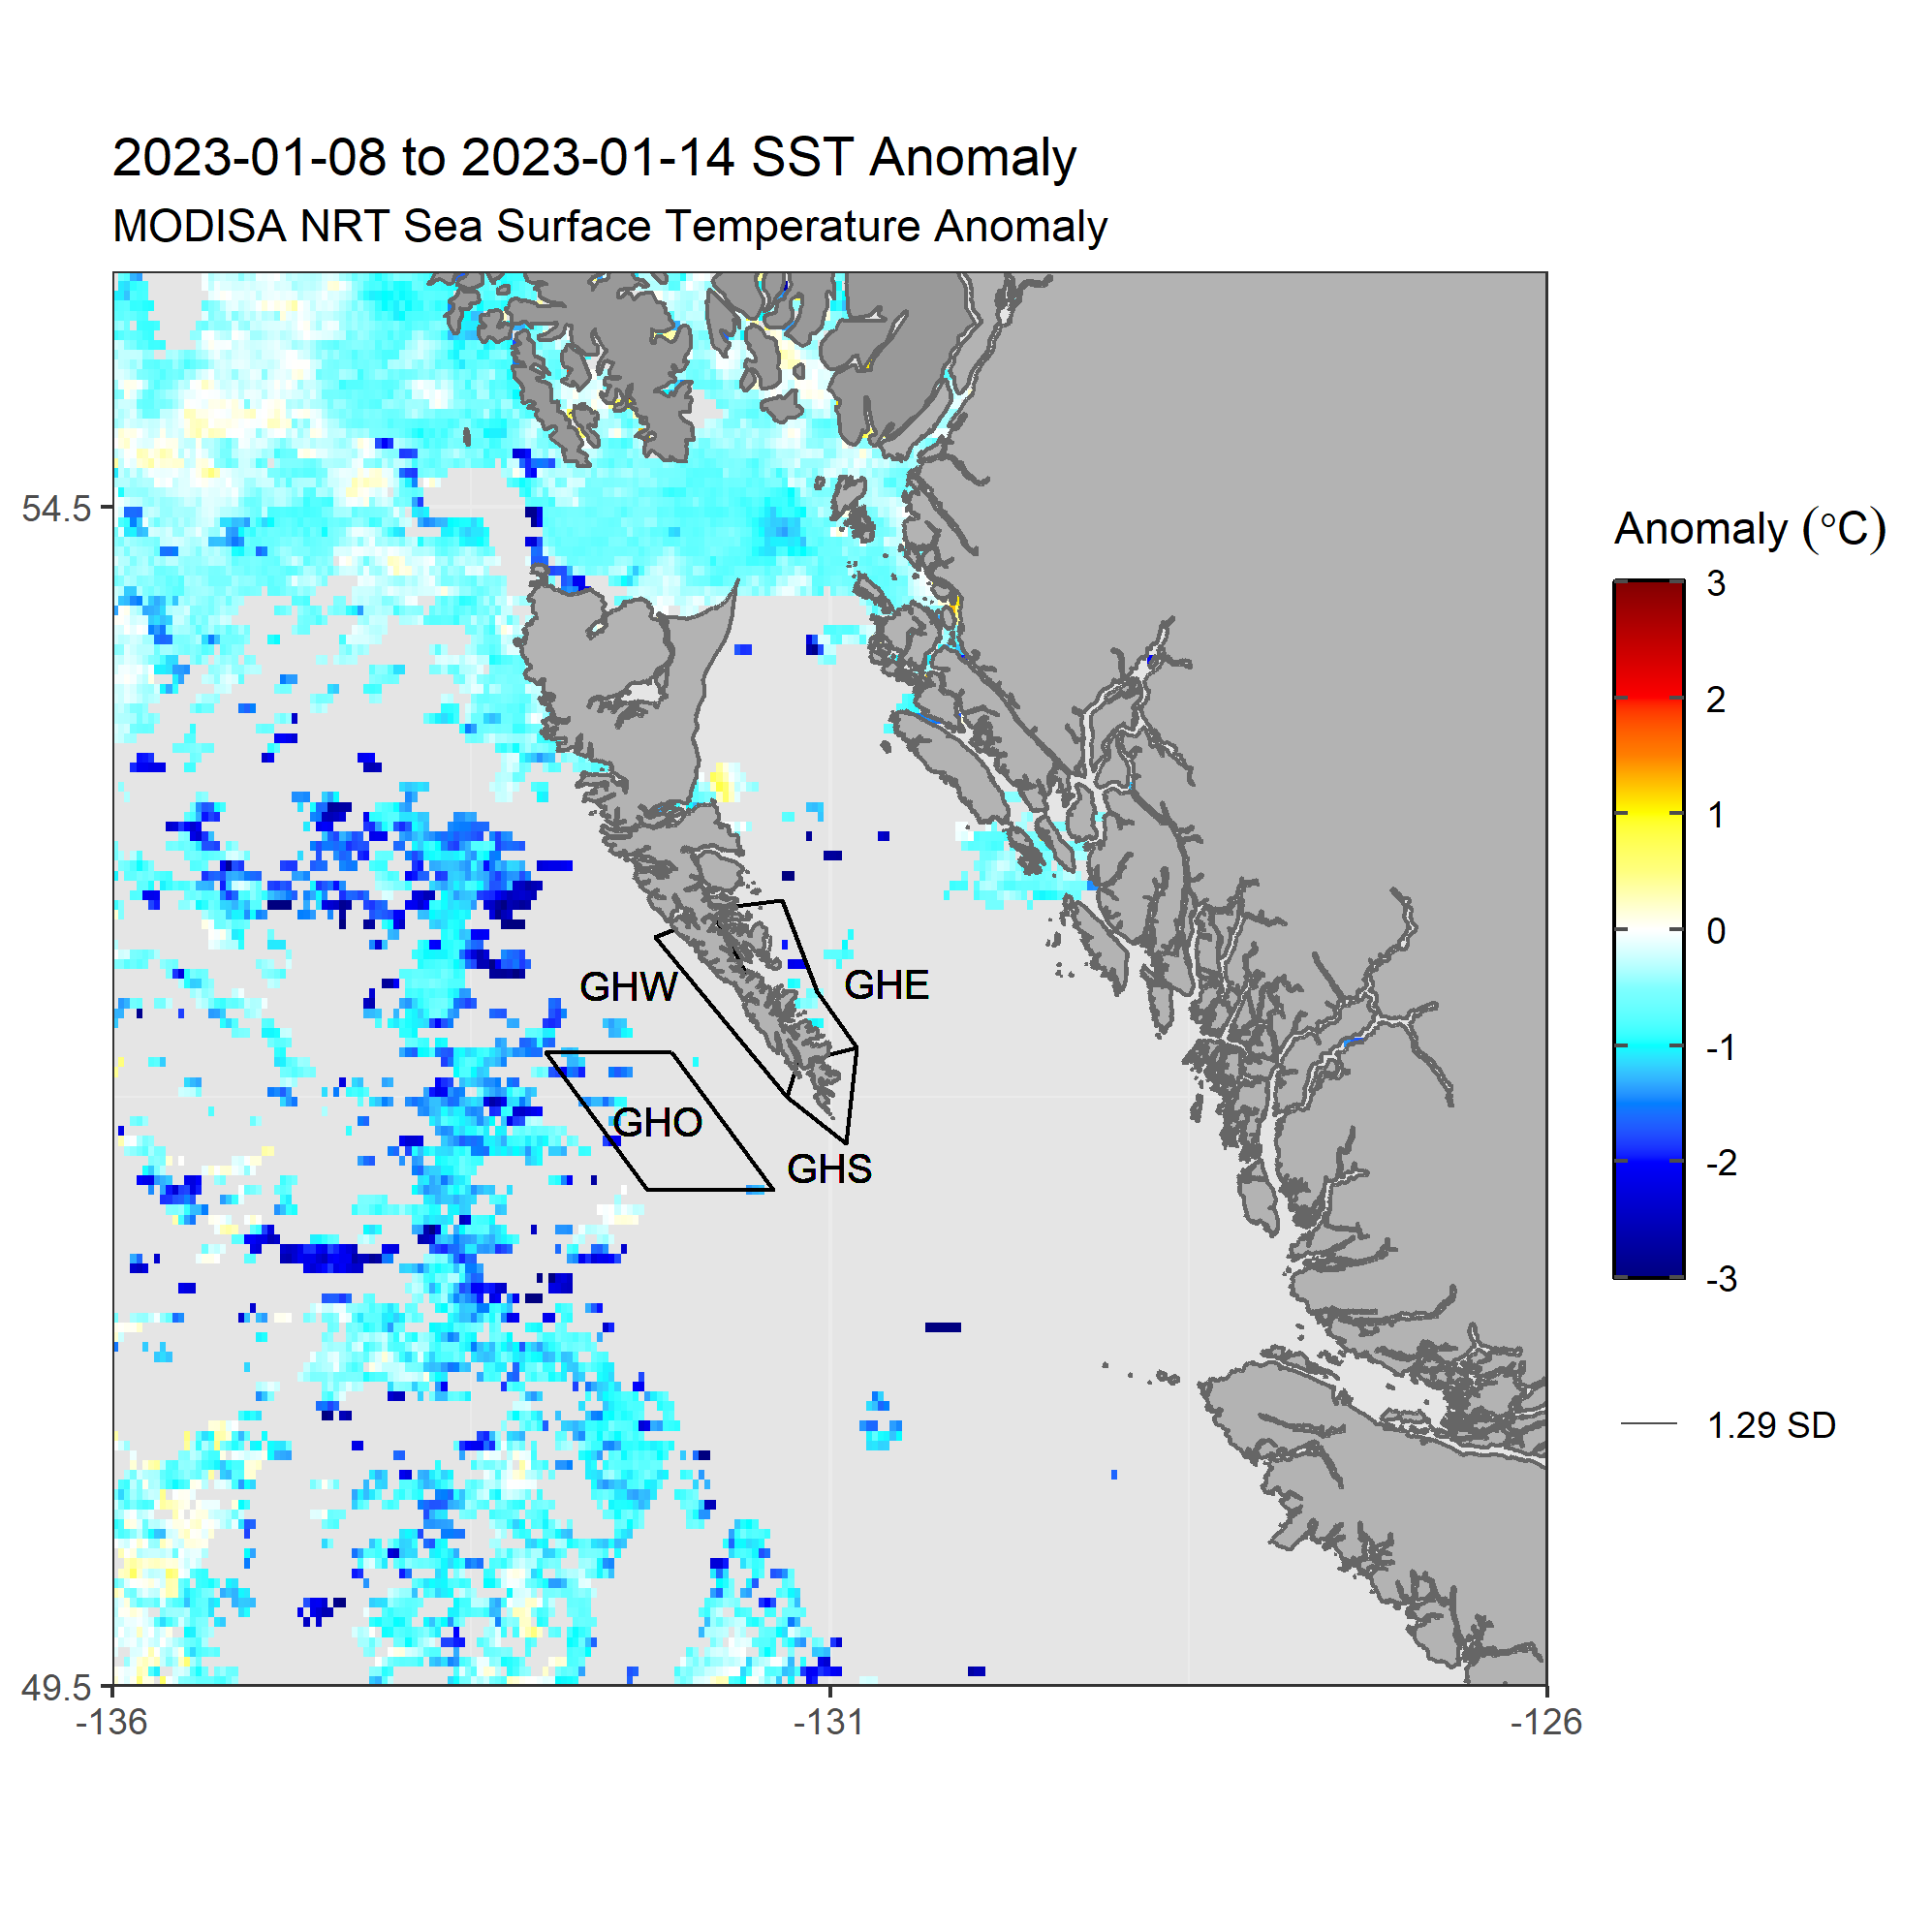 2023-01-08 to 2023-01-14 SST Anomaly
MODISA NRT Sea Surface Temperature Anomaly
54.5
49.5
-136
-131
-126
GHW
GHE
GHO
GHS
Anomaly (°C)
3
2
1
0
-1
-2
-3
1.29 SD